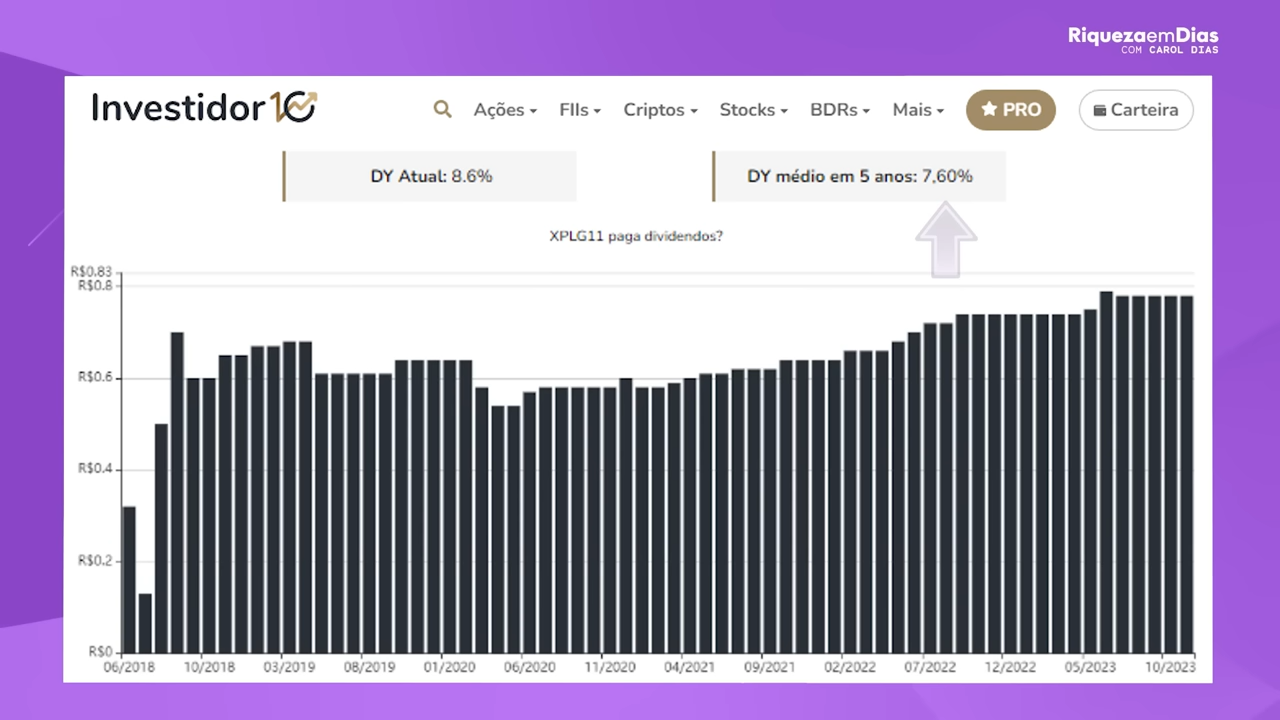 RiquezaemDias
COM CAROL DIAS
Investidor 10
Ações
FIIs
Criptos
Stocks
BDRs
Mais
PRO
Carteira
DY Atual: 8.6%
DY médio em 5 anos: 7,60%
XPLG11 paga dividendos?
R$0.83
R$0.8
R$0.6
R$0.4
R$0.2
R$0
06/2018 10/2018 03/2019 08/2019 01/2020 06/2020 11/2020 04/2021 09/2021 02/2022 07/2022 12/2022 05/2023 10/2023